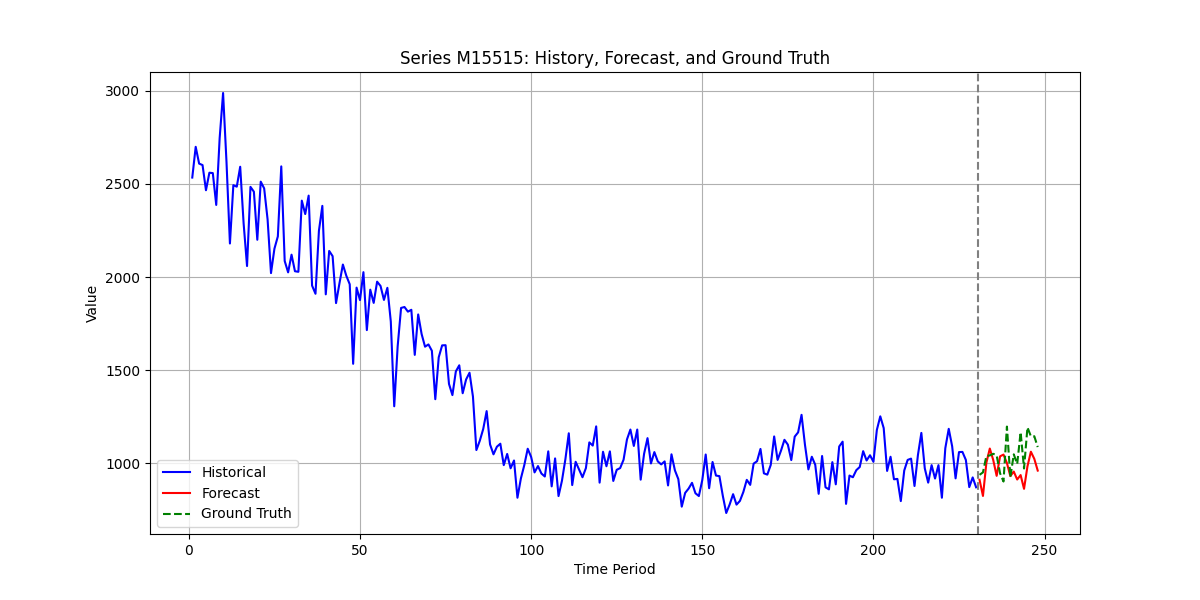 Series M15515: History, Forecast, and Ground Truth
3000
2500
2000
1500
1000
Value
Historical
Forecast
Ground Truth
0 50 100 150 200 250
Time Period